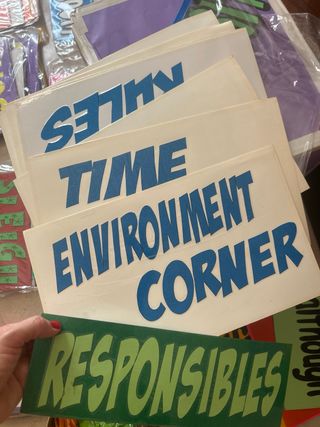 RULES
TIME
ENVIRONMENT
CORNER
RESPONSIBLES